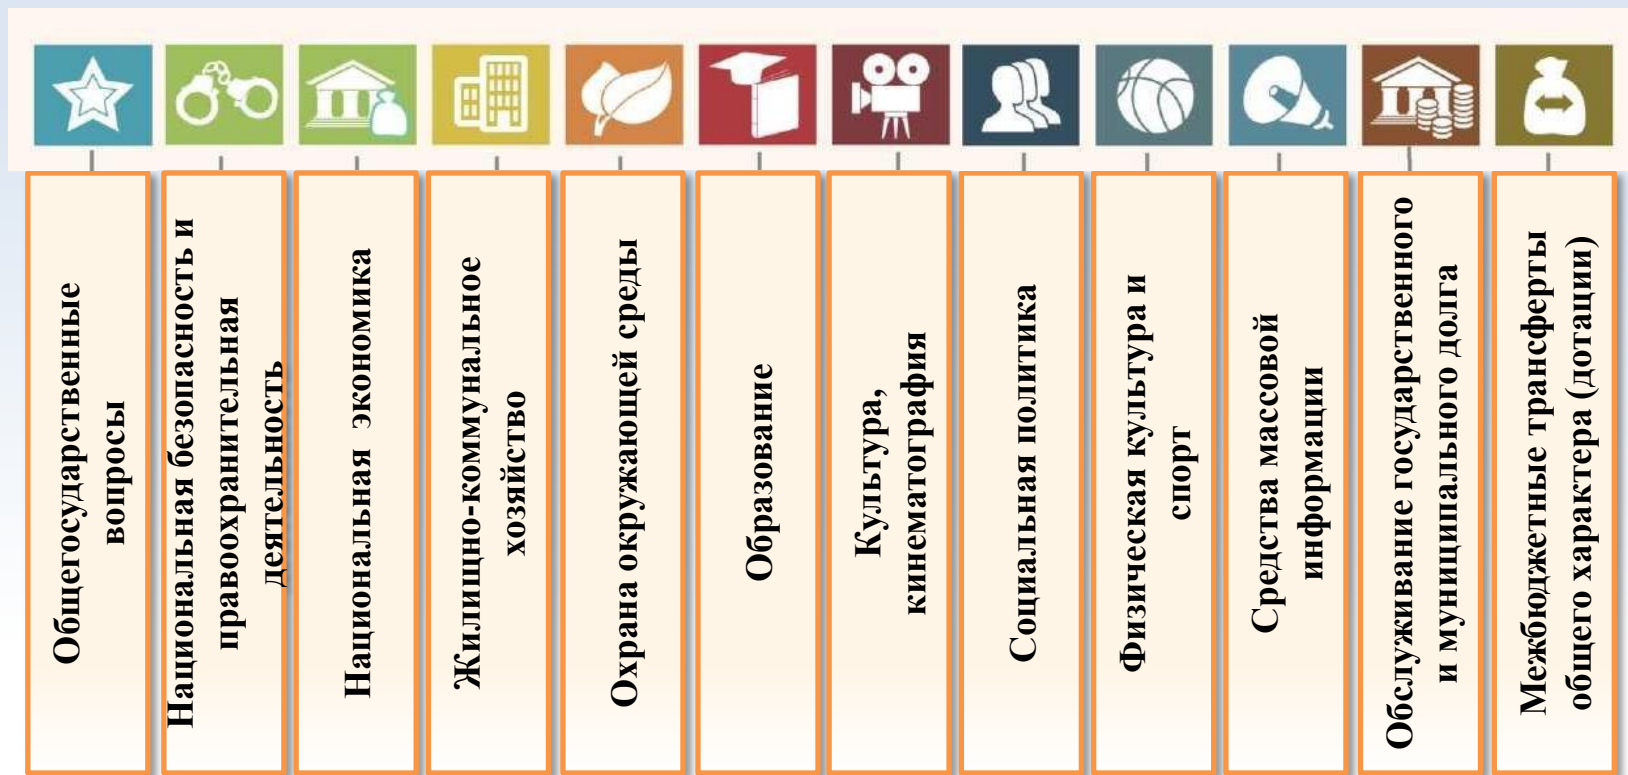 Общегосударственные
вопросы
Национальная безопасность и
правоохранительная
деятельность
Национальная экономика
Жилищно-коммунальное
хозяйство
Охрана окружающей среды
Образование
Культура,
кинематография
Социальная политика
Физическая культура и
спорт
Средства массовой
информации
Обслуживание государственного
и муниципального долга
Межбюджетные трансферты
общего характера (дотации)